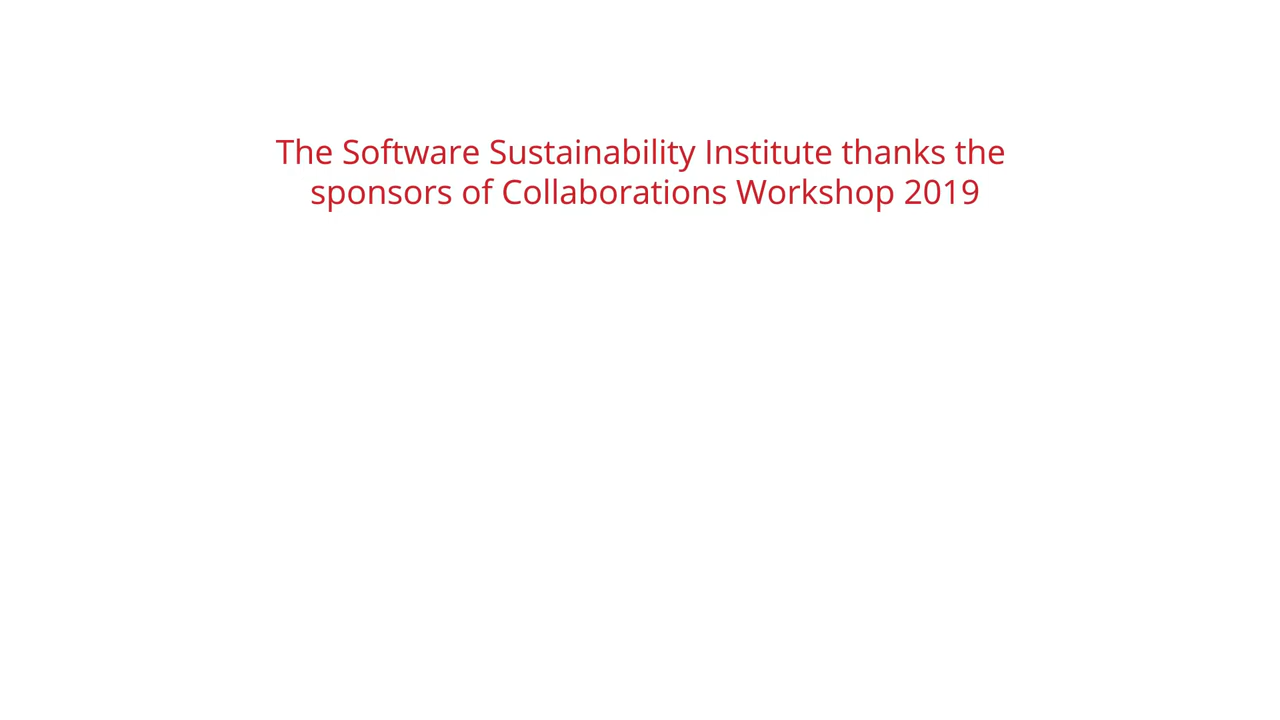 The Software Sustainability Institute thanks the
sponsors of Collaborations Workshop 2019